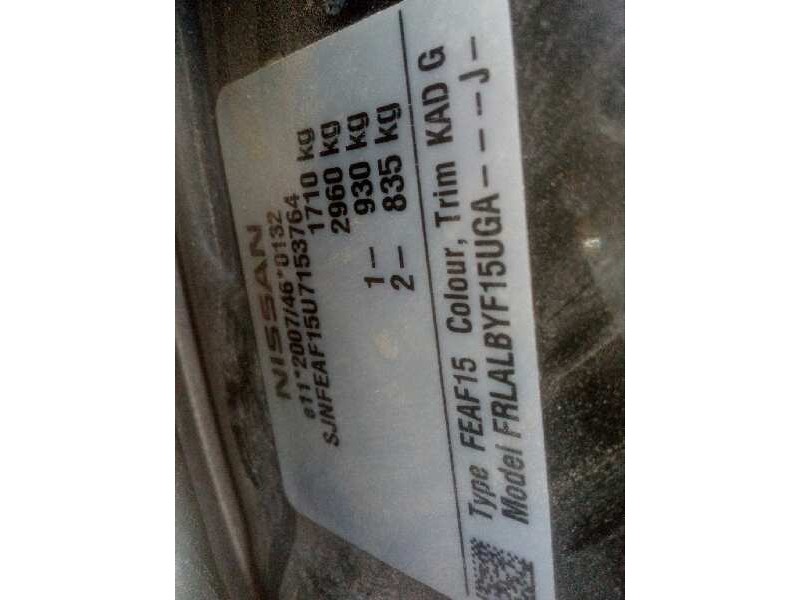 NISSAN
e11*2007/46*0132
SJNFEAF15U7153764
1710 kg
2960 kg
1- 930 kg
2- 835 kg
Type FEAF15 Colour, Trim KAD G
Model FRLALBYF15UGA---J-